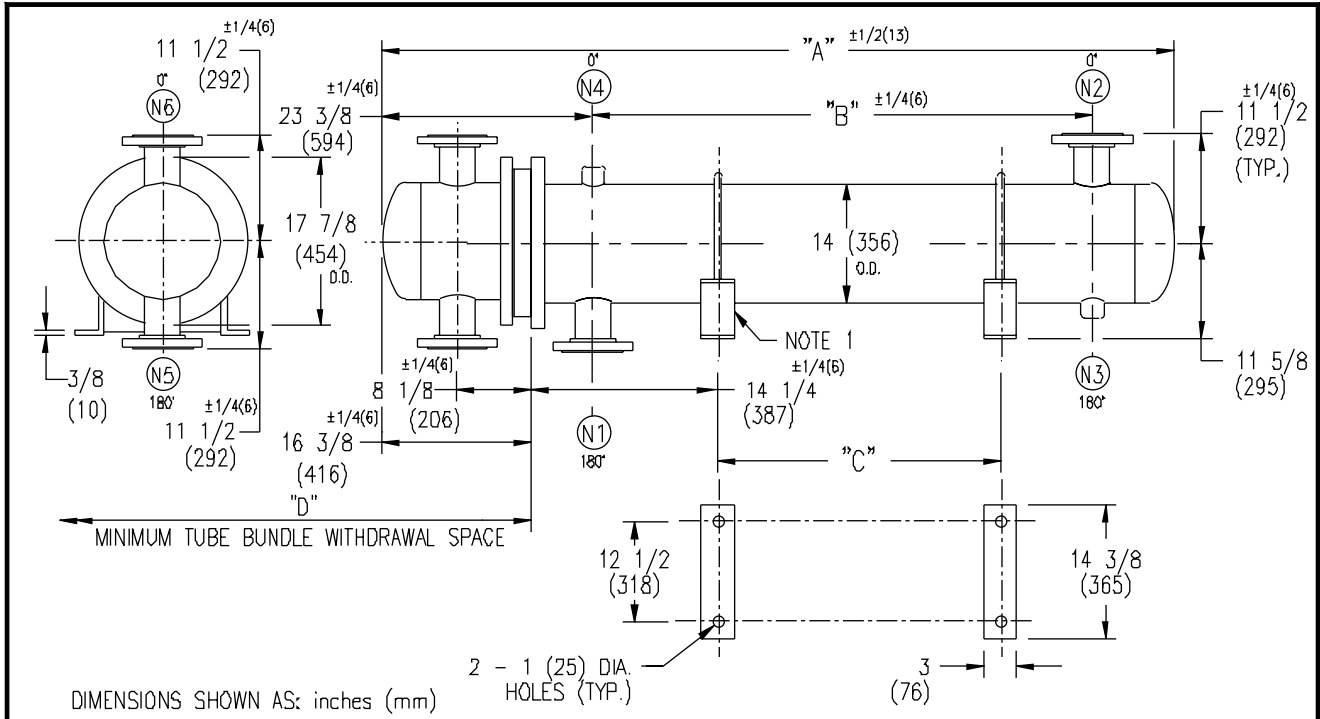 ±1/4(6)
11 1/2
(292)
0°
N6
±1/4(6)
23 3/8
(594)
"A" ±1/2(13)
0°
N4
"B" ±1/4(6)
0°
N2
±1/4(6)
11 1/2
(292)
(TYP.)
17 7/8
(454)
O.D.
14 (356)
O.D.
NOTE 1
3/8
(10)
N5
180°
±1/4(6)
11 1/2
(292)
±1/4(6)
8 1/8
(206)
±1/4(6)
16 3/8
(416)
N1
180°
±1/4(6)
14 1/4
(387)
N3
180°
11 5/8
(295)
"C"
"D"
MINIMUM TUBE BUNDLE WITHDRAWAL SPACE
12 1/2
(318)
14 3/8
(365)
2 - 1 (25) DIA.
HOLES (TYP.)
3
(76)
DIMENSIONS SHOWN AS: inches (mm)